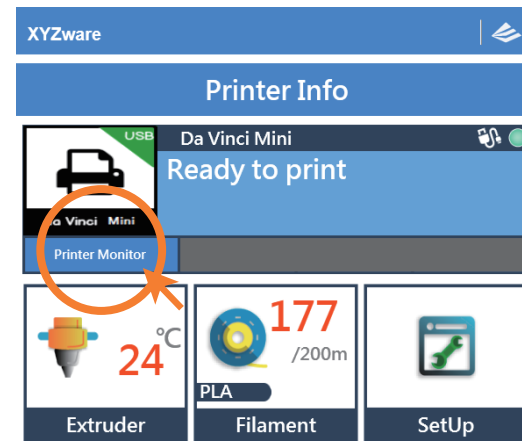 XYZware
Printer Info
USB
Da Vinci Mini
Ready to print
Da Vinci Mini
Printer Monitor
24 °C
177
/200m
PLA
Extruder
Filament
SetUp